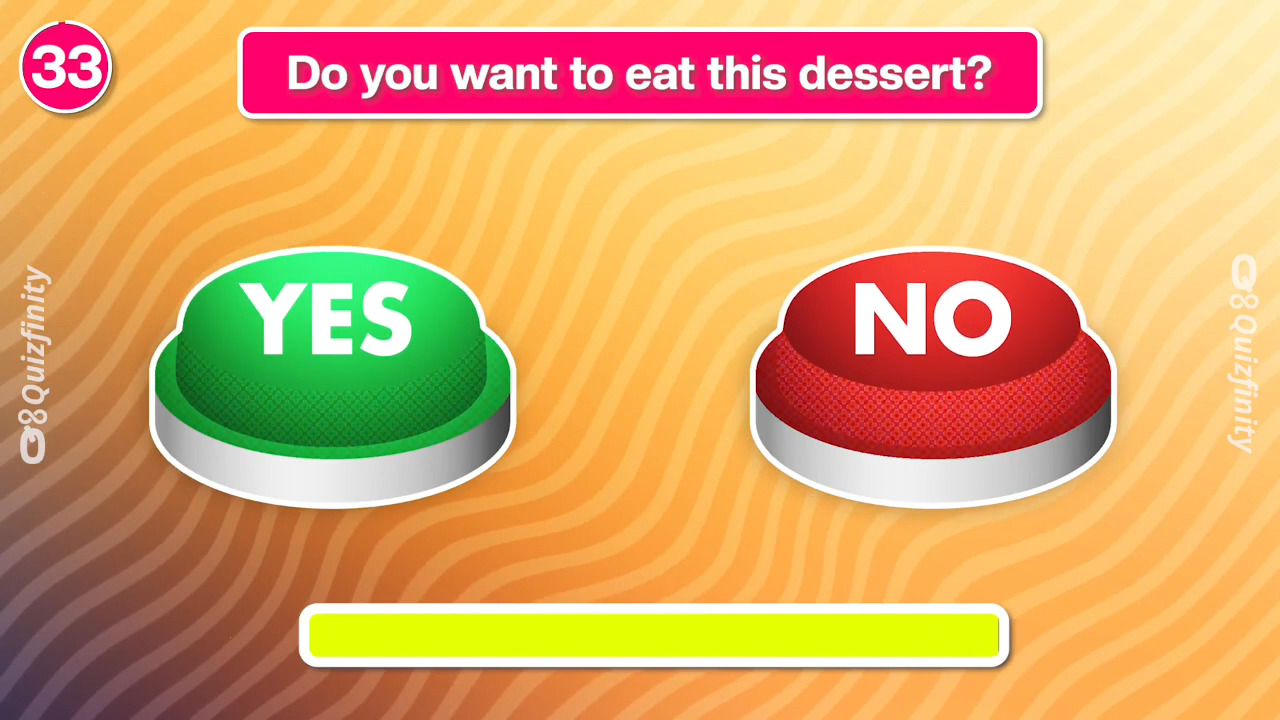 33
Do you want to eat this dessert?
YES
NO
Quizfinity
Quizfinity